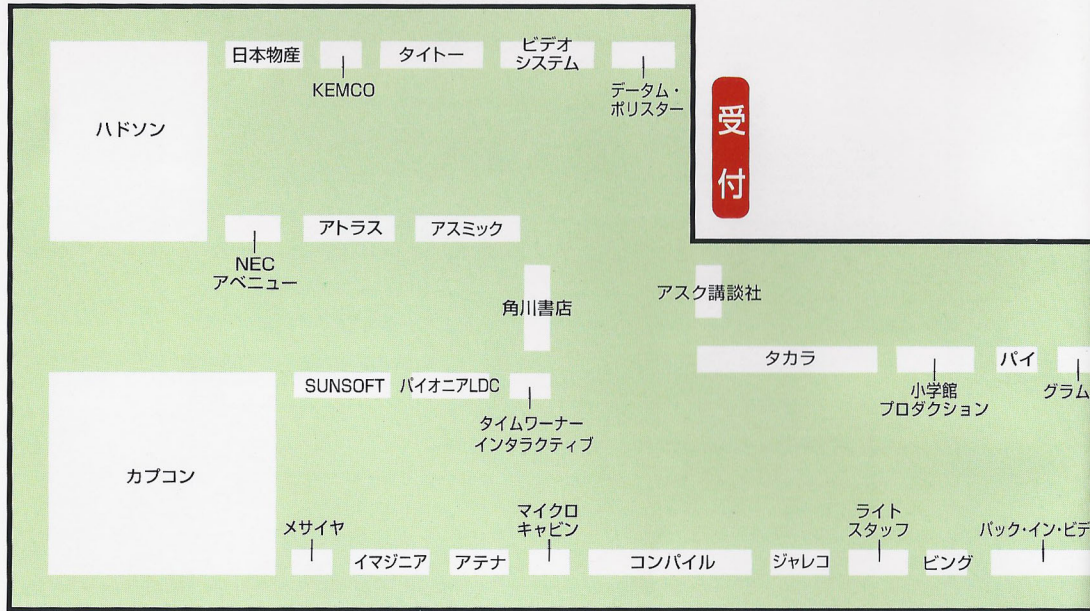 日本物産
KEMCO
タイトー
ビデオ
システム
データム・
ポリスター
ハドソン
受付
NEC
アベニュー
アトラス
アスミック
角川書店
アスク講談社
タカラ
小学館
プロダクション
パイ
グラム
SUNSOFT
パイオニアLDC
タイムワーナー
インタラクティブ
カプコン
メサイヤ
イマジニア
アテナ
マイクロ
キャビン
コンパイル
ジャレコ
ライト
スタッフ
ビング
パック・イン・ビデ